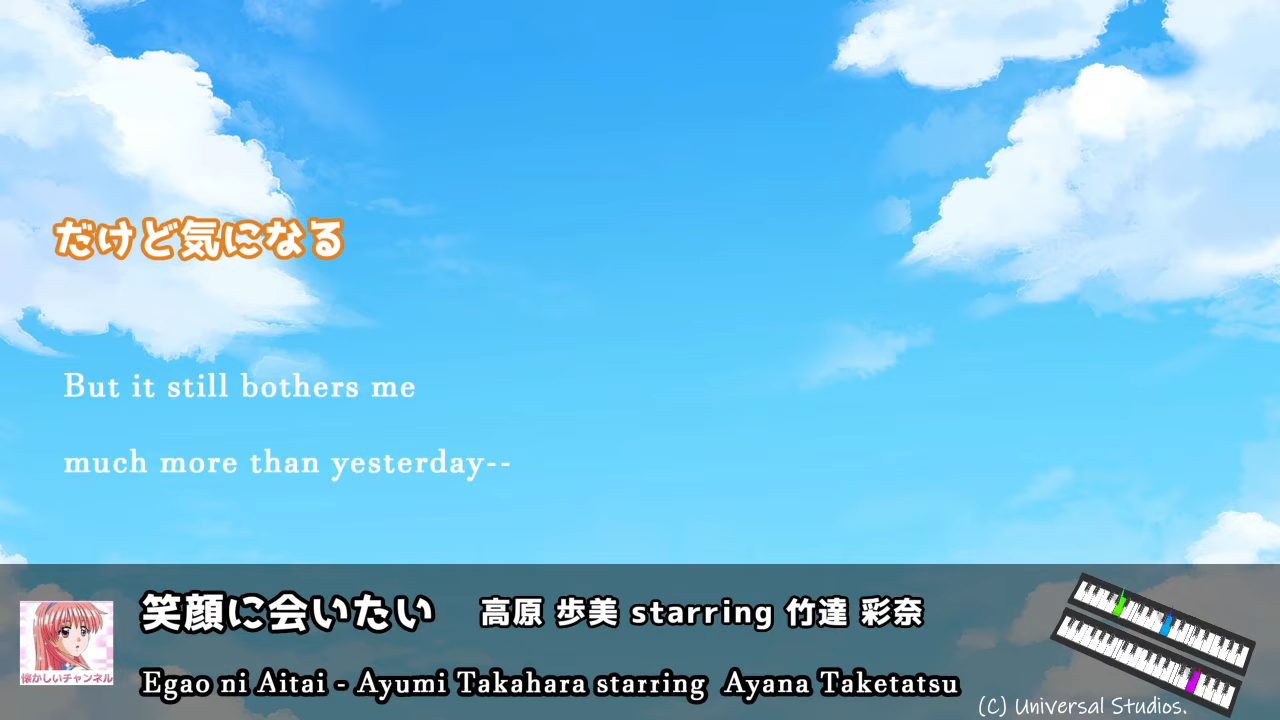 だけど気になる
But it still bothers me
much more than yesterday--
笑顔に会いたい 高原 歩美 starring 竹達 彩奈
Egao ni Aitai - Ayumi Takahara starring Ayana Taketatsu
懐かしいチャンネル
(C) Universal Studios.